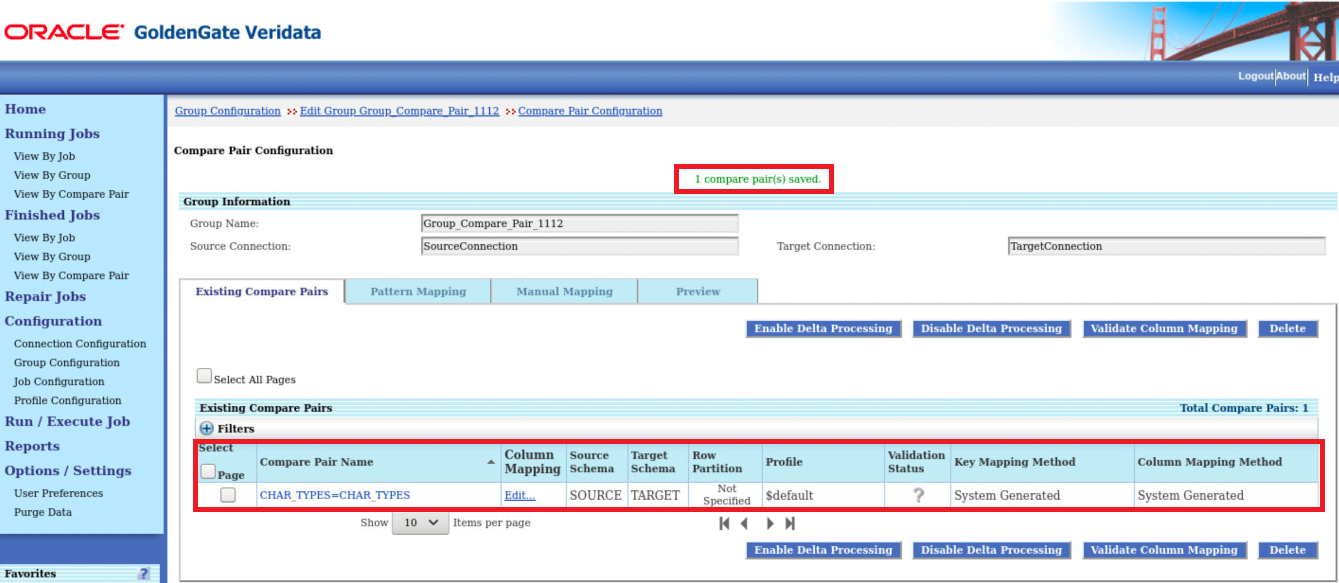 ORACLE GoldenGate Veridata
Logout About Help
Home
Running Jobs
View By Job
View By Group
View By Compare Pair
Finished Jobs
View By Job
View By Group
View By Compare Pair
Repair Jobs
Configuration
Connection Configuration
Group Configuration
Job Configuration
Profile Configuration
Run / Execute Job
Reports
Options / Settings
User Preferences
Purge Data
Favorites ?
Group Configuration >> Edit Group Group_Compare_Pair_1112 >> Compare Pair Configuration
Compare Pair Configuration
1 compare pair(s) saved.
Group Information
Group Name: Group_Compare_Pair_1112
Source Connection: SourceConnection Target Connection: TargetConnection
Existing Compare Pairs Pattern Mapping Manual Mapping Preview
Enable Delta Processing Disable Delta Processing Validate Column Mapping Delete
Select All Pages
Existing Compare Pairs Total Compare Pairs: 1
Filters
Select Page Compare Pair Name Column Mapping Source Schema Target Schema Row Partition Profile Validation Status Key Mapping Method Column Mapping Method
CHAR_TYPES=CHAR_TYPES Edit... SOURCE TARGET Not Specified $default ? System Generated System Generated
Show 10 Items per page
Enable Delta Processing Disable Delta Processing Validate Column Mapping Delete